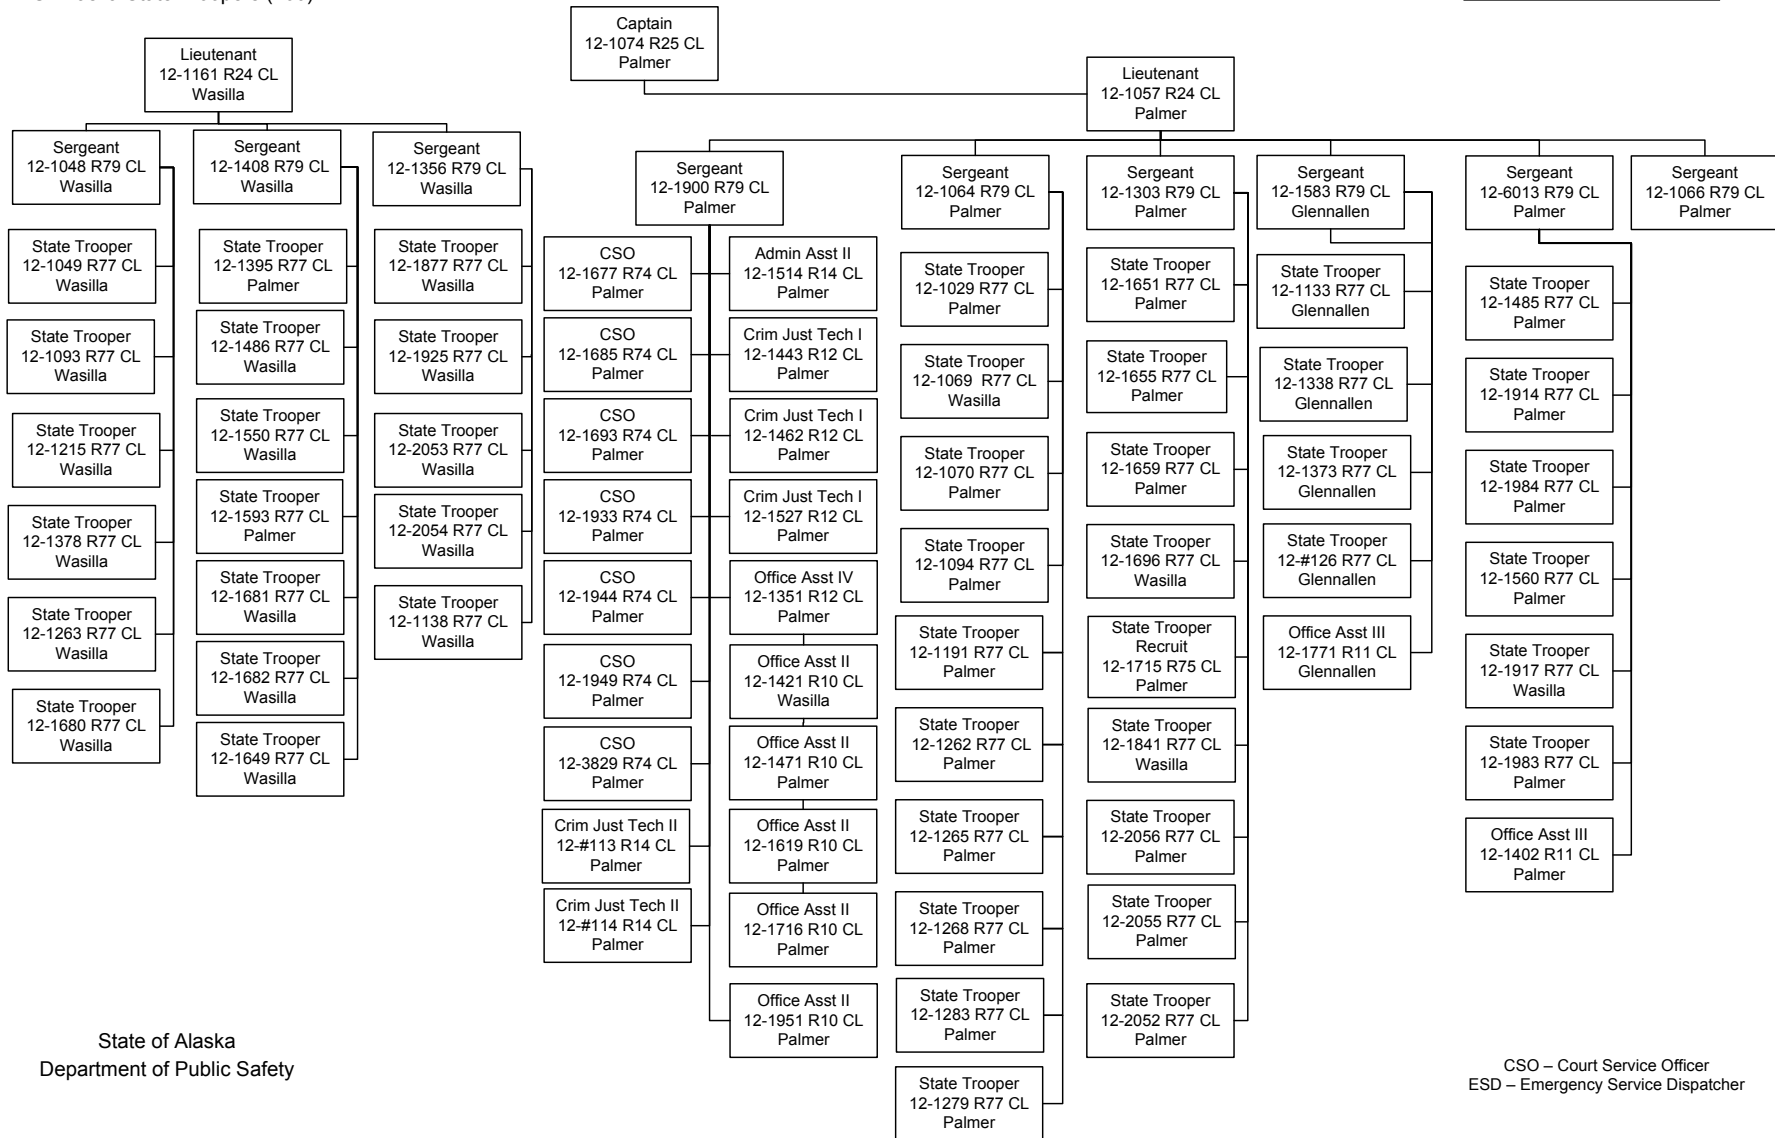 Captain
12-1074 R25 CL
Palmer
Lieutenant
12-1161 R24 CL
Wasilla
Lieutenant
12-1057 R24 CL
Palmer
Sergeant
12-1048 R79 CL
Wasilla
State Trooper
12-1049 R77 CL
Wasilla
State Trooper
12-1093 R77 CL
Wasilla
State Trooper
12-1215 R77 CL
Wasilla
State Trooper
12-1378 R77 CL
Wasilla
State Trooper
12-1263 R77 CL
Wasilla
State Trooper
12-1680 R77 CL
Wasilla
Sergeant
12-1408 R79 CL
Wasilla
State Trooper
12-1395 R77 CL
Palmer
State Trooper
12-1486 R77 CL
Wasilla
State Trooper
12-1550 R77 CL
Wasilla
State Trooper
12-1593 R77 CL
Palmer
State Trooper
12-1681 R77 CL
Wasilla
State Trooper
12-1682 R77 CL
Wasilla
State Trooper
12-1649 R77 CL
Wasilla
Sergeant
12-1356 R79 CL
Wasilla
State Trooper
12-1877 R77 CL
Wasilla
State Trooper
12-1925 R77 CL
Wasilla
State Trooper
12-2053 R77 CL
Wasilla
State Trooper
12-2054 R77 CL
Wasilla
State Trooper
12-1138 R77 CL
Wasilla
Sergeant
12-1900 R79 CL
Palmer
CSO
12-1677 R74 CL
Palmer
CSO
12-1685 R74 CL
Palmer
CSO
12-1693 R74 CL
Palmer
CSO
12-1933 R74 CL
Palmer
CSO
12-1944 R74 CL
Palmer
CSO
12-1949 R74 CL
Palmer
CSO
12-3829 R74 CL
Palmer
Crim Just Tech II
12-#113 R14 CL
Palmer
Crim Just Tech II
12-#114 R14 CL
Palmer
Admin Asst II
12-1514 R14 CL
Palmer
Crim Just Tech I
12-1443 R12 CL
Palmer
Crim Just Tech I
12-1462 R12 CL
Palmer
Crim Just Tech I
12-1527 R12 CL
Palmer
Office Asst IV
12-1351 R12 CL
Palmer
Office Asst II
12-1421 R10 CL
Wasilla
Office Asst II
12-1471 R10 CL
Palmer
Office Asst II
12-1619 R10 CL
Palmer
Office Asst II
12-1716 R10 CL
Palmer
Office Asst II
12-1951 R10 CL
Palmer
Sergeant
12-1064 R79 CL
Palmer
State Trooper
12-1029 R77 CL
Palmer
State Trooper
12-1069 R77 CL
Wasilla
State Trooper
12-1070 R77 CL
Palmer
State Trooper
12-1094 R77 CL
Palmer
State Trooper
12-1191 R77 CL
Palmer
State Trooper
12-1262 R77 CL
Palmer
State Trooper
12-1265 R77 CL
Palmer
State Trooper
12-1268 R77 CL
Palmer
State Trooper
12-1283 R77 CL
Palmer
State Trooper
12-1279 R77 CL
Palmer
Sergeant
12-1303 R79 CL
Palmer
State Trooper
12-1651 R77 CL
Palmer
State Trooper
12-1655 R77 CL
Palmer
State Trooper
12-1659 R77 CL
Palmer
State Trooper
12-1696 R77 CL
Wasilla
State Trooper
Recruit
12-1715 R75 CL
Palmer
State Trooper
12-1841 R77 CL
Wasilla
State Trooper
12-2056 R77 CL
Palmer
State Trooper
12-2055 R77 CL
Palmer
State Trooper
12-2052 R77 CL
Palmer
Sergeant
12-1583 R79 CL
Glennallen
State Trooper
12-1133 R77 CL
Glennallen
State Trooper
12-1338 R77 CL
Glennallen
State Trooper
12-1373 R77 CL
Glennallen
State Trooper
12-#126 R77 CL
Glennallen
Office Asst III
12-1771 R11 CL
Glennallen
Sergeant
12-6013 R79 CL
Palmer
State Trooper
12-1485 R77 CL
Palmer
State Trooper
12-1914 R77 CL
Palmer
State Trooper
12-1984 R77 CL
Palmer
State Trooper
12-1560 R77 CL
Palmer
State Trooper
12-1917 R77 CL
Wasilla
State Trooper
12-1983 R77 CL
Palmer
Office Asst III
12-1402 R11 CL
Palmer
Sergeant
12-1066 R79 CL
Palmer
State of Alaska
Department of Public Safety
CSO – Court Service Officer
ESD – Emergency Service Dispatcher